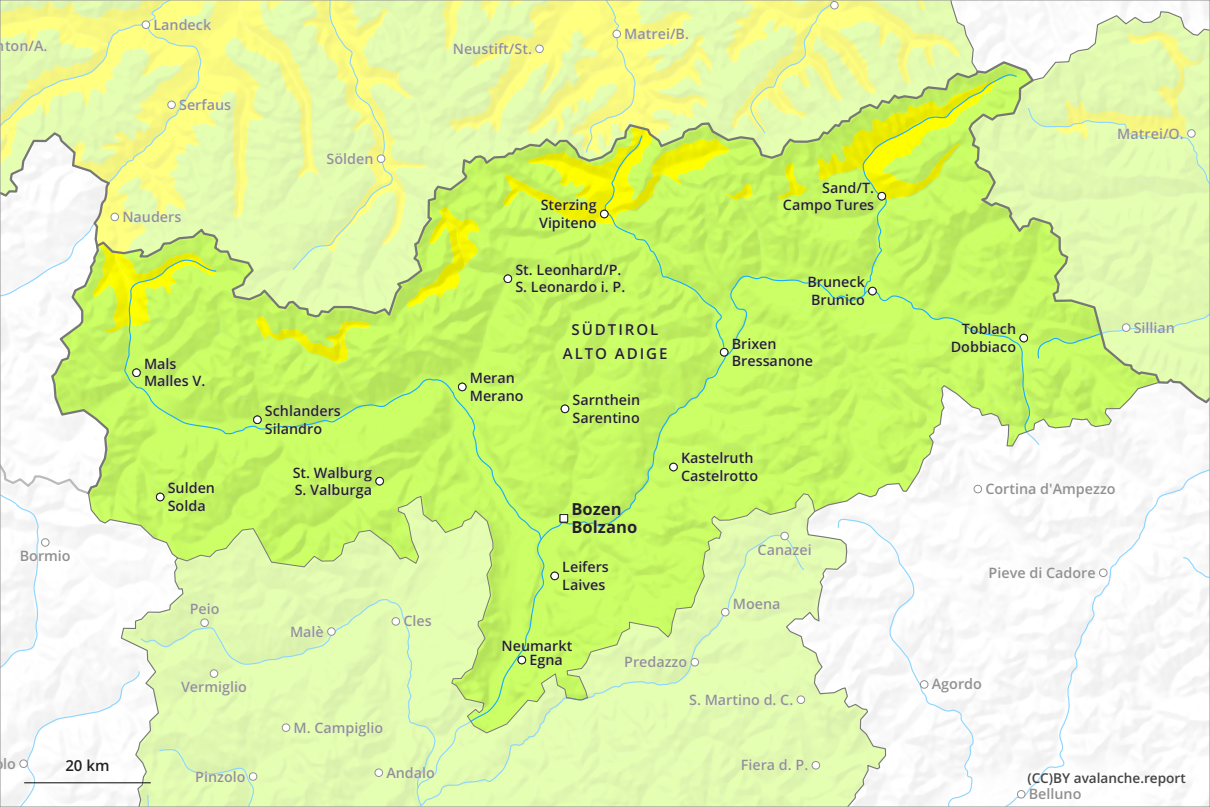 Landeck
nton/A.
Matrei/B.
Neustift/St.
Serfaus
Matrei/O.
Sölden
Sand/T.
Campo Tures
Sterzing
Vipiteno
Nauders
St. Leonhard/P.
S. Leonardo i. P.
Bruneck
Brunico
SÜDTIROL
ALTO ADIGE
Toblach
Dobbiaco
Sillian
Brixen
Bressanone
Mals
Malles V.
Meran
Merano
Sarnthein
Sarentino
Schlanders
Silandro
Kastelruth
Castelrotto
St. Walburg
S. Valburga
Sulden
Solda
Cortina d'Ampezzo
Bozen
Bolzano
Canazei
Bormio
Leifers
Laives
Pieve di Cadore
Peio
Moena
Cles
Malè
Neumarkt
Egna
Predazzo
Vermiglio
Agordo
S. Martino d. C.
M. Campiglio
lo
20 km
Fiera d. P.
Andalo
Pinzolo
(CC)BY avalanche.report
Belluno